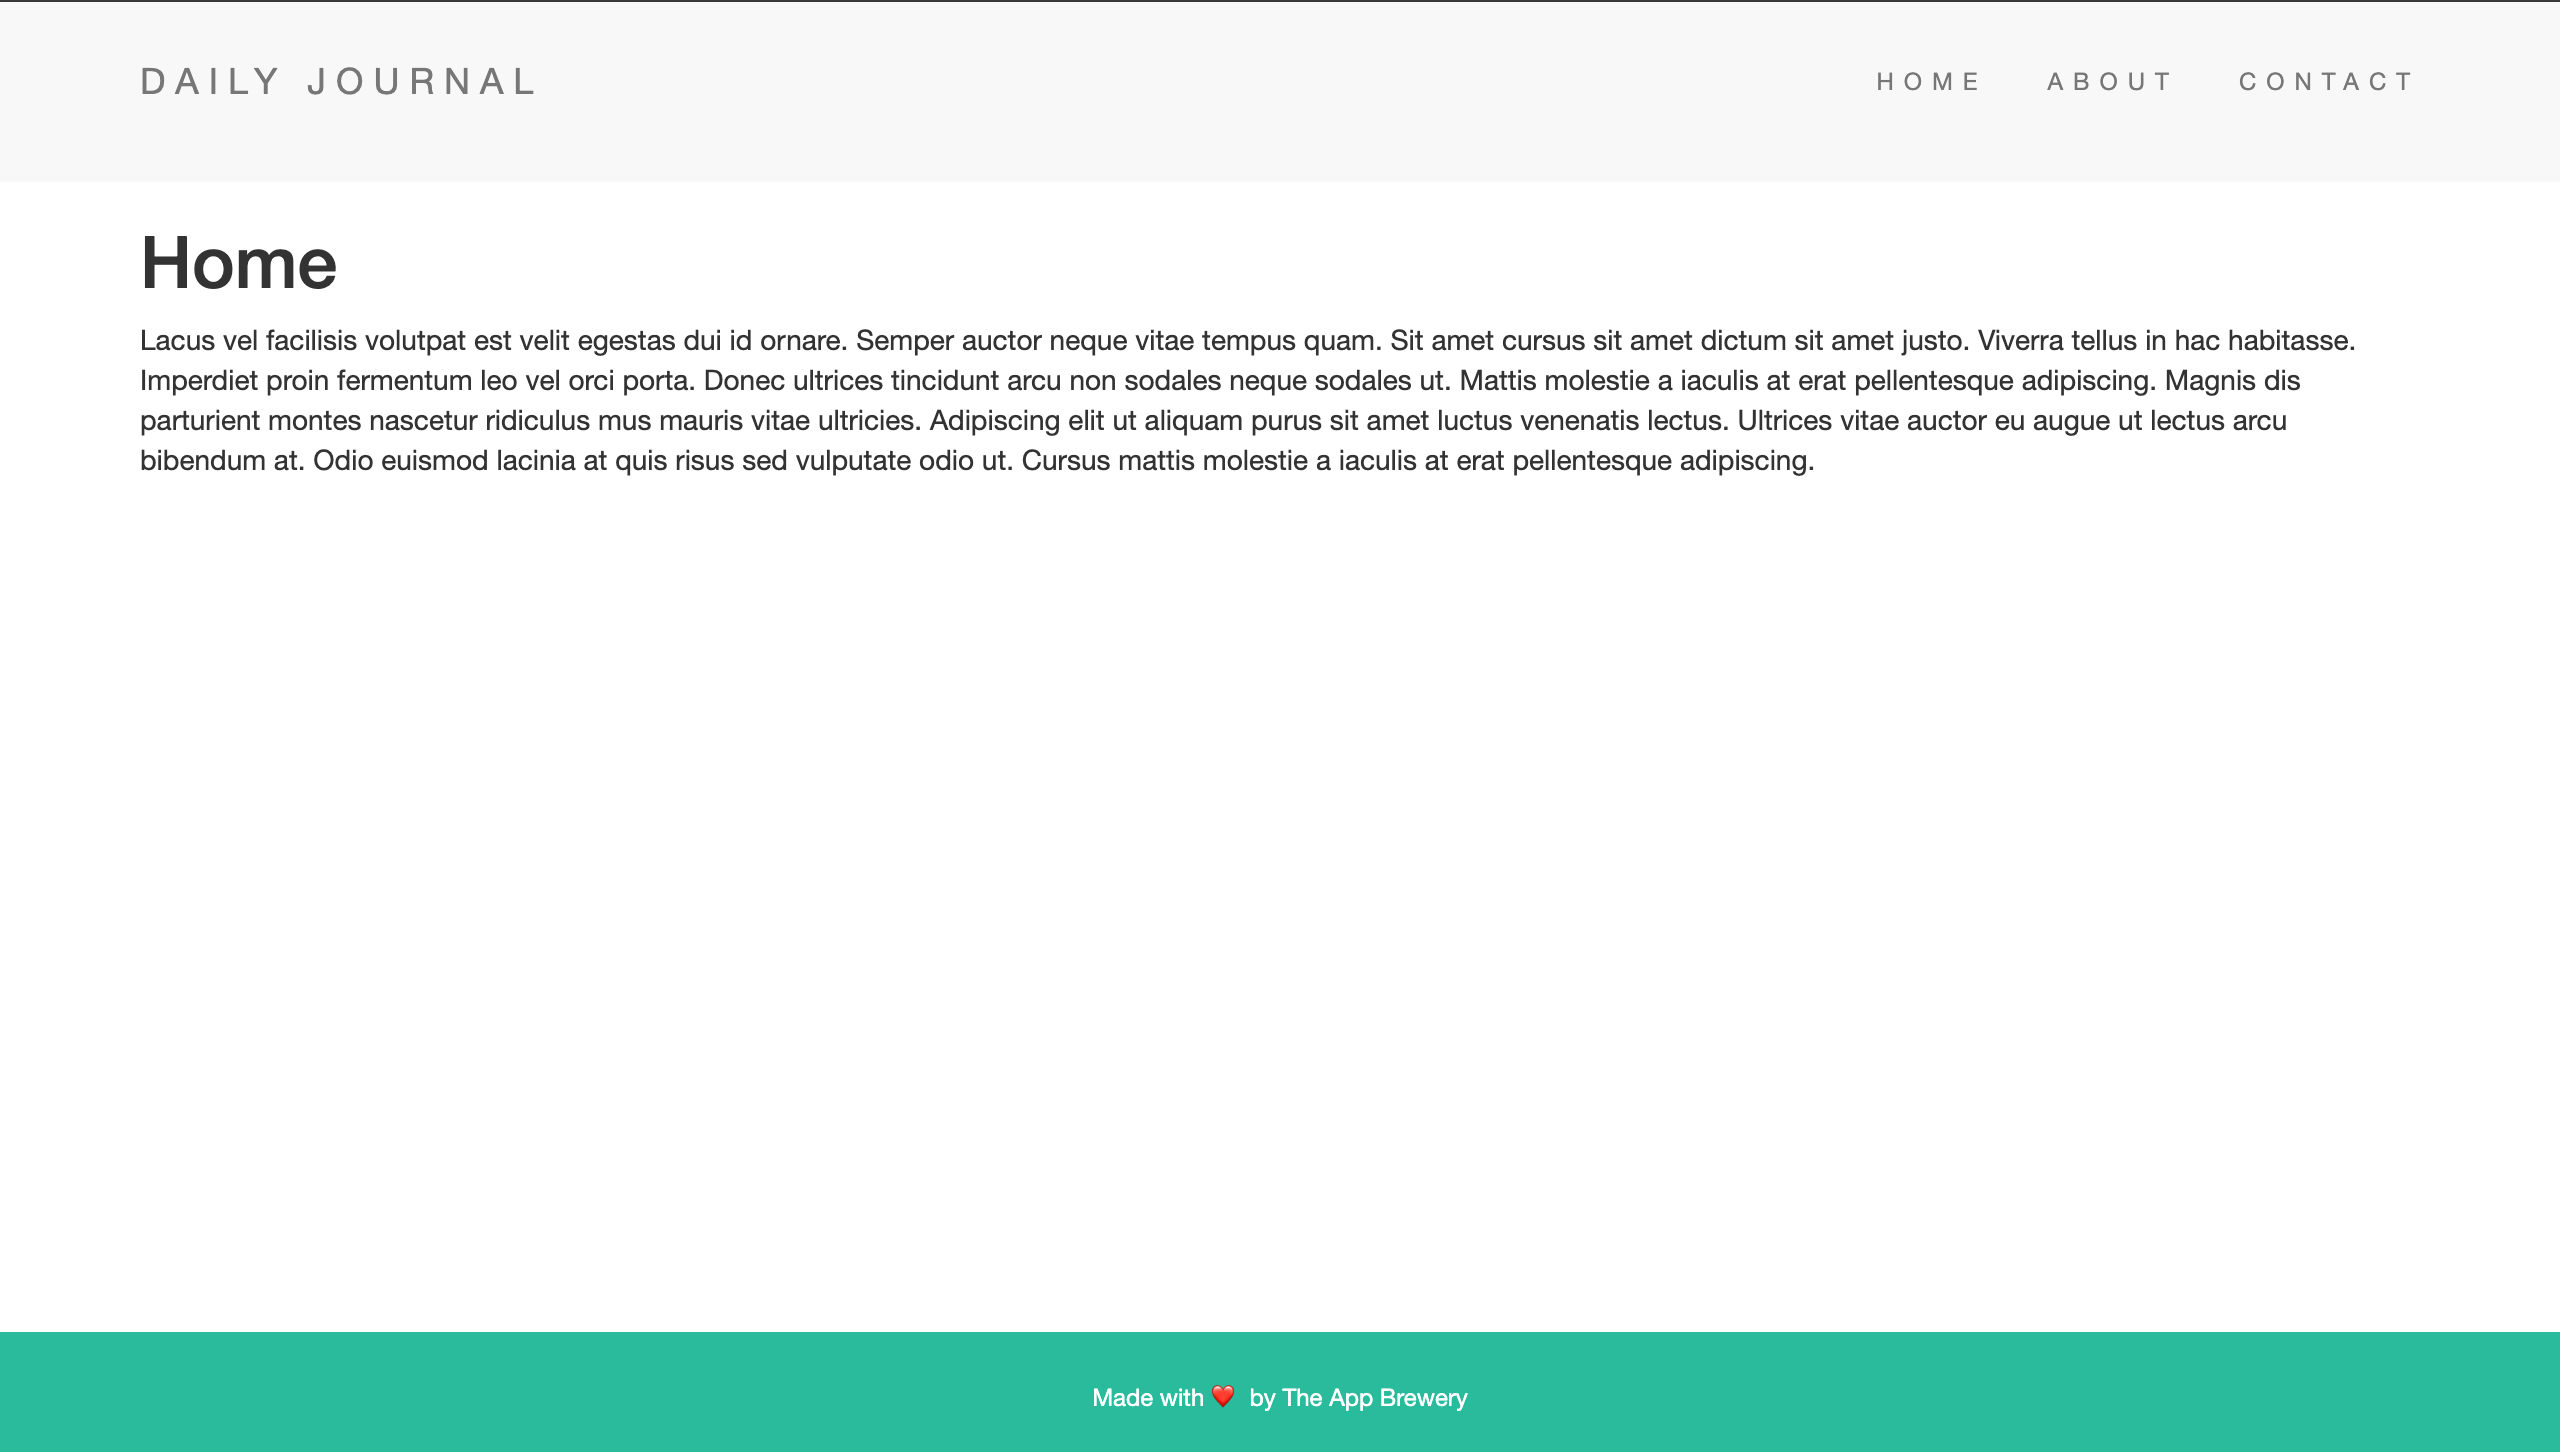 DAILY JOURNAL
HOME ABOUT CONTACT
Home
Lacus vel facilisis volutpat est velit egestas dui id ornare. Semper auctor neque vitae tempus quam. Sit amet cursus sit amet dictum sit amet justo. Viverra tellus in hac habitasse.
Imperdiet proin fermentum leo vel orci porta. Donec ultrices tincidunt arcu non sodales neque sodales ut. Mattis molestie a iaculis at erat pellentesque adipiscing. Magnis dis
parturient montes nascetur ridiculus mus mauris vitae ultricies. Adipiscing elit ut aliquam purus sit amet luctus venenatis lectus. Ultrices vitae auctor eu augue ut lectus arcu
bibendum at. Odio euismod lacinia at quis risus sed vulputate odio ut. Cursus mattis molestie a iaculis at erat pellentesque adipiscing.
Made with ❤️ by The App Brewery